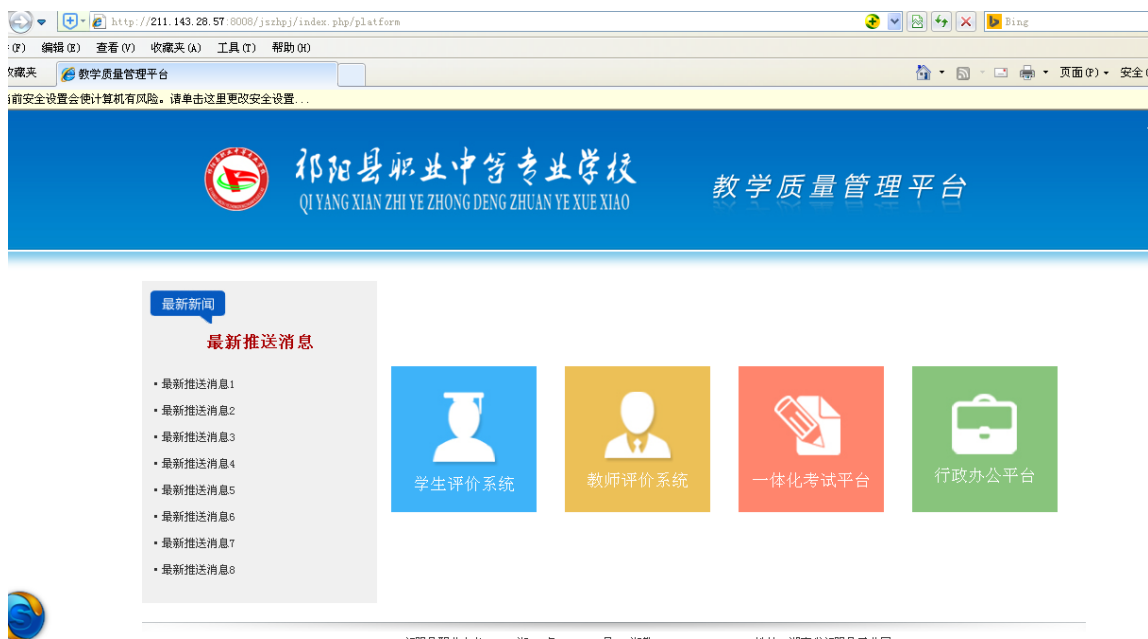 http://211.143.28.57:8008/jszhpj/index.php/platform
Bing
(F) 编辑(E) 查看(V) 收藏夹(A) 工具(T) 帮助(H)
收藏夹 教学质量管理平台 页面(P) 安全(
前安全设置会使计算机有风险。请单击这里更改安全设置...
祁阳县职业中等专业学校
QI YANG XIAN ZHI YE ZHONG DENG ZHUAN YE XUE XIAO
教学质量管理平台
最新新闻
最新推送消息
▪ 最新推送消息1
▪ 最新推送消息2
▪ 最新推送消息3
▪ 最新推送消息4
▪ 最新推送消息5
▪ 最新推送消息6
▪ 最新推送消息7
▪ 最新推送消息8
学生评价系统
教师评价系统
一体化考试平台
行政办公平台